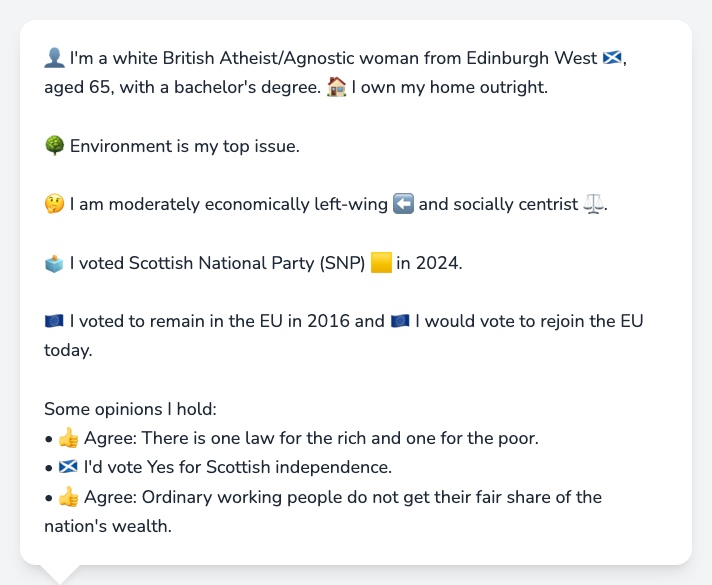 👤 I'm a white British Atheist/Agnostic woman from Edinburgh West 🏴󠁧󠁢󠁳󠁣󠁴󠁿,
aged 65, with a bachelor's degree. 🏠 I own my home outright.
🌳 Environment is my top issue.
🤔 I am moderately economically left-wing ⬅️ and socially centrist ⚖️.
🗳️ I voted Scottish National Party (SNP) 🟨 in 2024.
🇪🇺 I voted to remain in the EU in 2016 and 🇪🇺 I would vote to rejoin the EU
today.
Some opinions I hold:
• 👍 Agree: There is one law for the rich and one for the poor.
• 🏴󠁧󠁢󠁳󠁣󠁴󠁿 I'd vote Yes for Scottish independence.
• 👍 Agree: Ordinary working people do not get their fair share of the
nation's wealth.